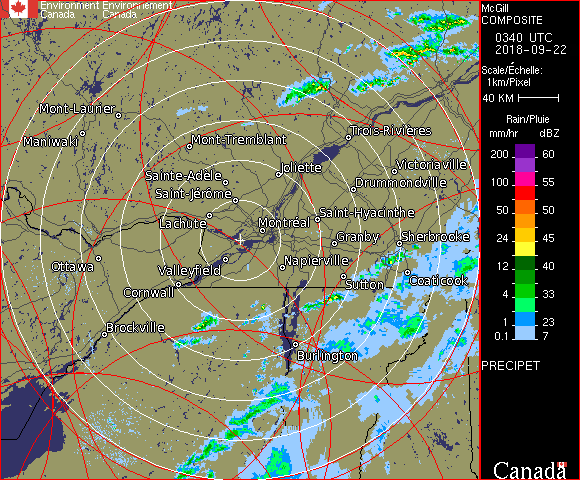 Environment Environnement
Canada Canada
McGill
COMPOSITE
0340 UTC
2018-09-22
Scale/Échelle:
1km/Pixel
40 KM
Rain/Pluie
mm/hr dBZ
200 60
100 55
50 50
24 45
12 40
4 33
1 23
0.1 7
PRECIPET
Canada
Mont-Laurier
Maniwaki
Mont-Tremblant
Trois-Rivières
Sainte-Adèle
Joliette
Victoriaville
Saint-Jérôme
Drummondville
Lachute
Montréal
Saint-Hyacinthe
Granby
Sherbrooke
Ottawa
Valleyfield
Napierville
Cornwall
Sutton
Coaticook
Brockville
Burlington